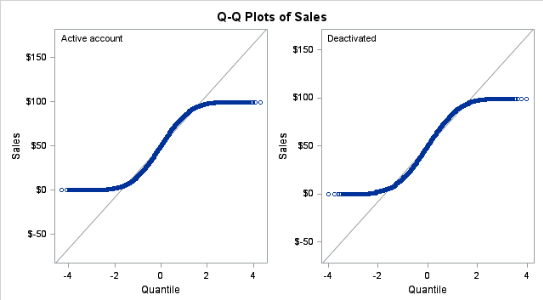 Q-Q Plots of Sales
Active account
$150
$100
$50
$0
$-50
Sales
-4 -2 0 2 4
Quantile
Deactivated
$150
$100
$50
$0
$-50
Sales
-4 -2 0 2 4
Quantile